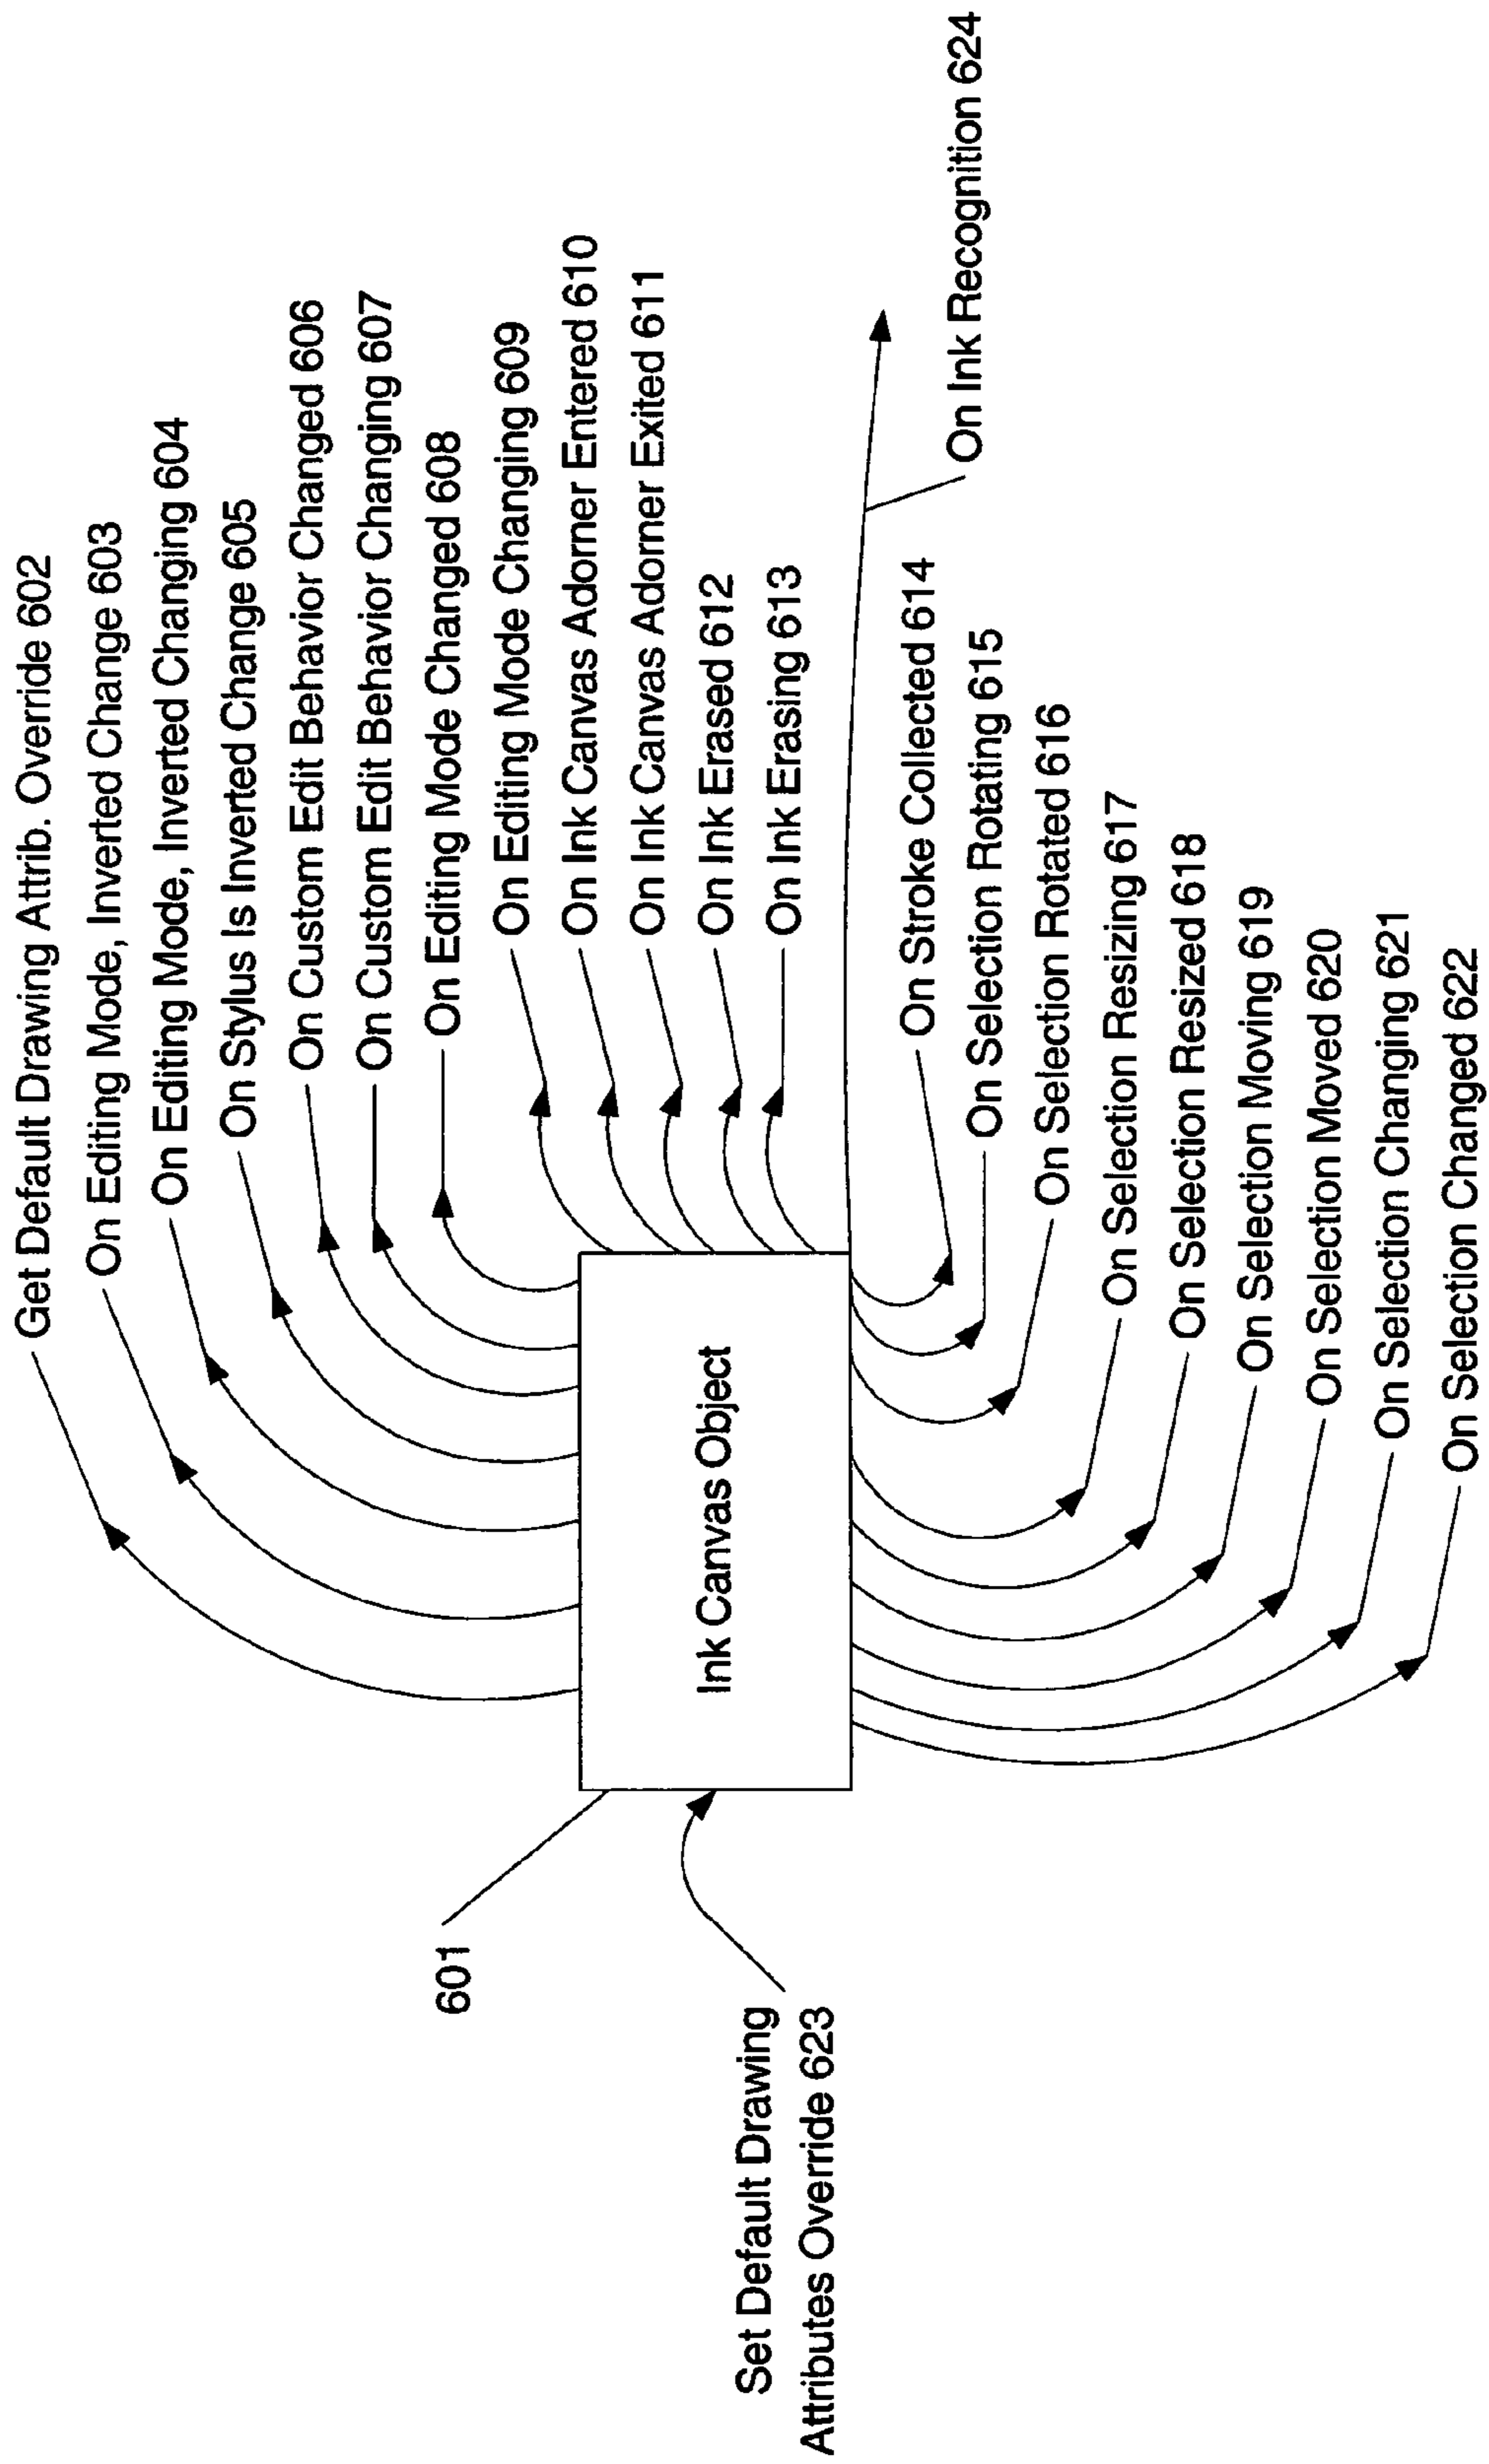 Get Default Drawing Attrib. Override 602
On Editing Mode, Inverted Change 603
On Editing Mode, Inverted Changing 604
On Stylus Is Inverted Change 605
On Custom Edit Behavior Changed 606
On Custom Edit Behavior Changing 607
On Editing Mode Changed 608
On Editing Mode Changing 609
On Ink Canvas Adorner Entered 610
On Ink Canvas Adorner Exited 611
On Ink Erased 612
On Ink Erasing 613
601
Set Default Drawing
Attributes Override 623
Ink Canvas Object
On Ink Recognition 624
On Stroke Collected 614
On Selection Rotating 615
On Selection Rotated 616
On Selection Resizing 617
On Selection Resized 618
On Selection Moving 619
On Selection Moved 620
On Selection Changing 621
On Selection Changed 622